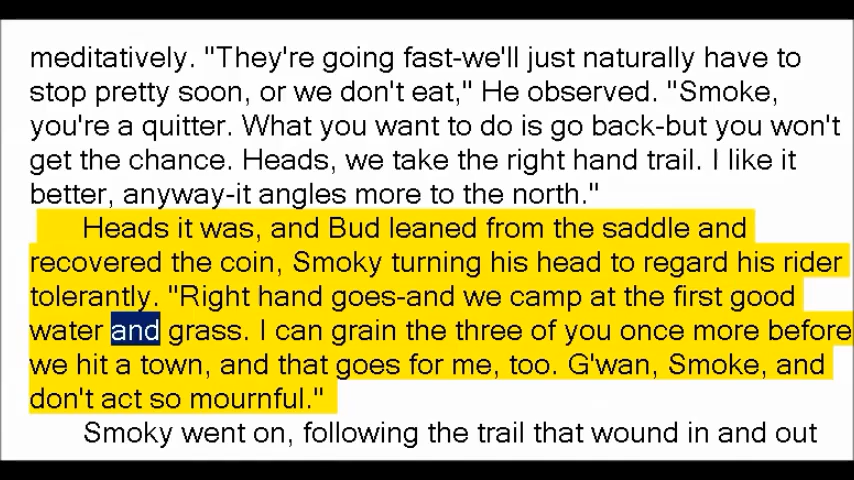 meditatively. "They're going fast-we'll just naturally have to
stop pretty soon, or we don't eat," He observed. "Smoke,
you're a quitter. What you want to do is go back-but you won't
get the chance. Heads, we take the right hand trail. I like it
better, anyway-it angles more to the north."
Heads it was, and Bud leaned from the saddle and
recovered the coin, Smoky turning his head to regard his rider
tolerantly. "Right hand goes-and we camp at the first good
water and grass. I can grain the three of you once more before
we hit a town, and that goes for me, too. G'wan, Smoke, and
don't act so mournful."
Smoky went on, following the trail that wound in and out